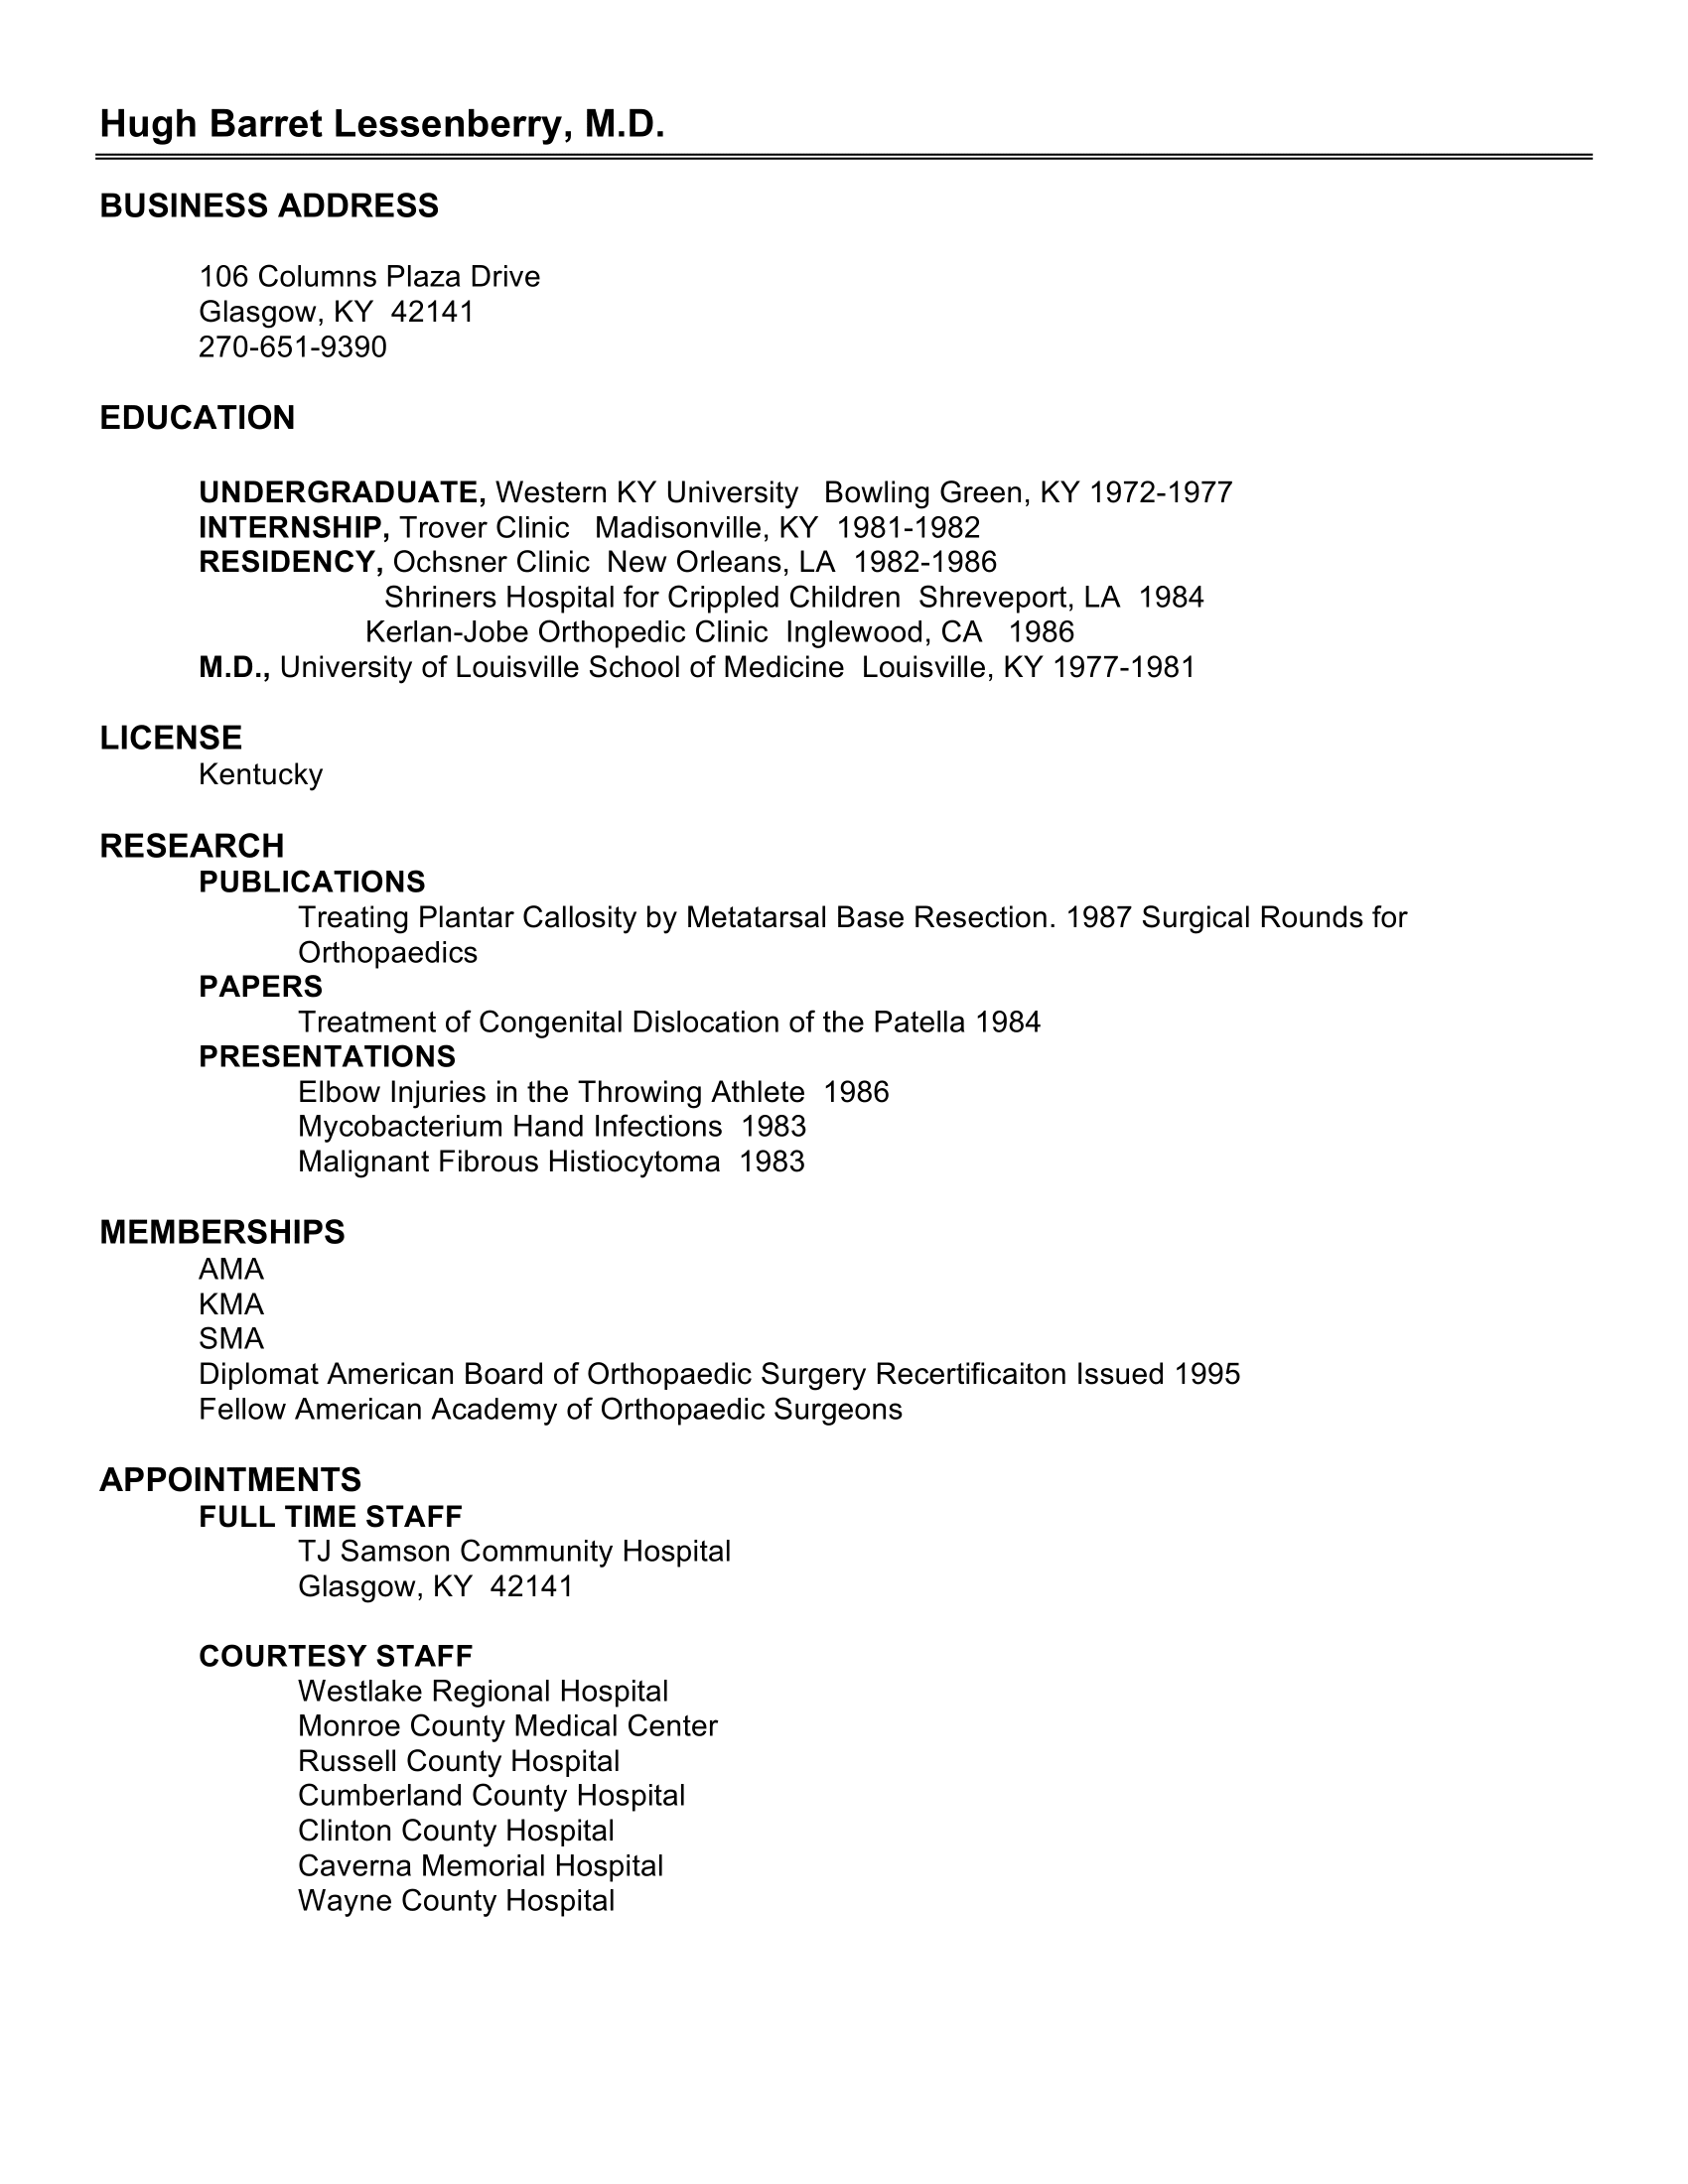 Hugh Barret Lessenberry, M.D.
BUSINESS ADDRESS
106 Columns Plaza Drive
Glasgow, KY  42141
270-651-9390
EDUCATION
UNDERGRADUATE, Western KY University   Bowling Green, KY 1972-1977
INTERNSHIP, Trover Clinic   Madisonville, KY  1981-1982
RESIDENCY, Ochsner Clinic  New Orleans, LA  1982-1986
Shriners Hospital for Crippled Children  Shreveport, LA  1984
Kerlan-Jobe Orthopedic Clinic  Inglewood, CA   1986
M.D., University of Louisville School of Medicine  Louisville, KY 1977-1981
LICENSE
Kentucky
RESEARCH
PUBLICATIONS
Treating Plantar Callosity by Metatarsal Base Resection. 1987 Surgical Rounds for
Orthopaedics
PAPERS
Treatment of Congenital Dislocation of the Patella 1984
PRESENTATIONS
Elbow Injuries in the Throwing Athlete  1986
Mycobacterium Hand Infections  1983
Malignant Fibrous Histiocytoma  1983
MEMBERSHIPS
AMA
KMA
SMA
Diplomat American Board of Orthopaedic Surgery Recertificaiton Issued 1995
Fellow American Academy of Orthopaedic Surgeons
APPOINTMENTS
FULL TIME STAFF
TJ Samson Community Hospital
Glasgow, KY  42141
COURTESY STAFF
Westlake Regional Hospital
Monroe County Medical Center
Russell County Hospital
Cumberland County Hospital
Clinton County Hospital
Caverna Memorial Hospital
Wayne County Hospital